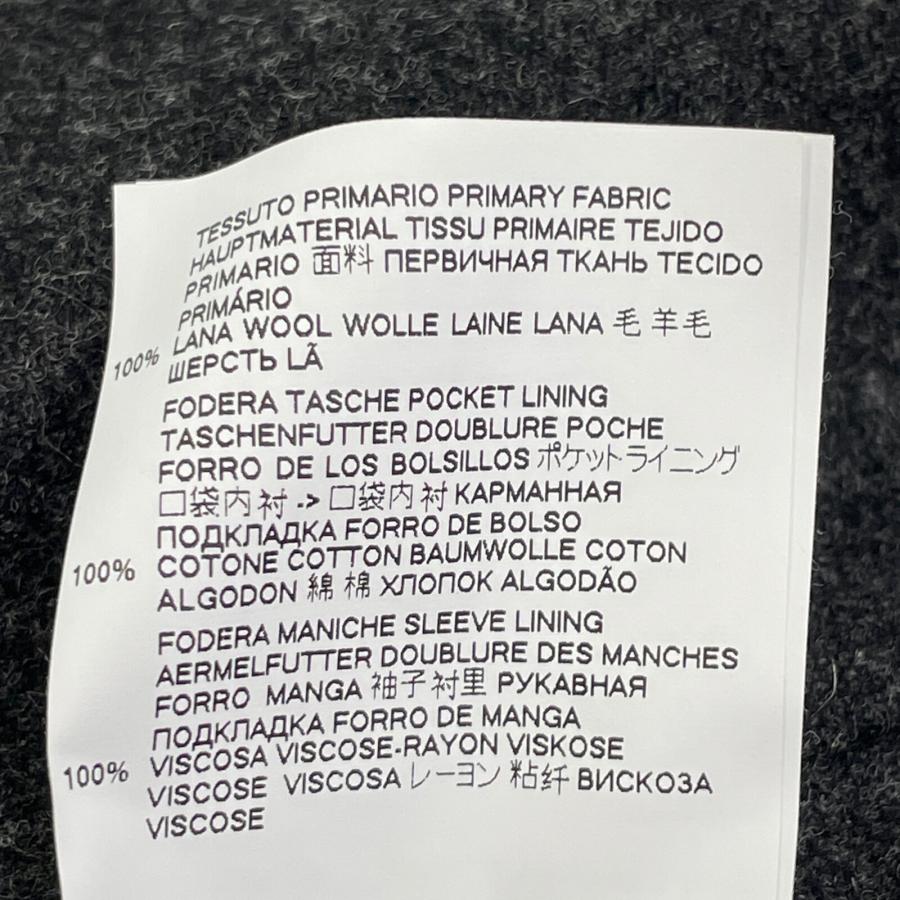 TESSUTO PRIMARIO PRIMARY FABRIC
HAUPTMATERIAL TISSU PRIMAIRE TEJIDO
PRIMARIO 面料 ПЕРВИЧНАЯ ТКАНЬ TECIDO
PRIMÁRIO
100% LANA WOOL WOLLE LAINE LANA 毛 羊毛
ШЕРСТЬ LÃ
FODERA TASCHE POCKET LINING
TASCHENFUTTER DOUBLURE POCHE
FORRO DE LOS BOLSILLOS ポケットライニング
口袋内衬 -> 口袋内衬 КАРМАННАЯ
ПОДКЛАДКА FORRO DE BOLSO
100% COTONE COTTON BAUMWOLLE COTON
ALGODON 綿 棉 ХЛОПОК ALGODÃO
FODERA MANICHE SLEEVE LINING
AERMELFUTTER DOUBLURE DES MANCHES
FORRO MANGA 袖子衬里 РУКАВНАЯ
ПОДКЛАДКА FORRO DE MANGA
100% VISCOSA VISCOSE-RAYON VISKOSE
VISCOSE VISCOSA レーヨン 粘纤 ВИСКОЗА
VISCOSE